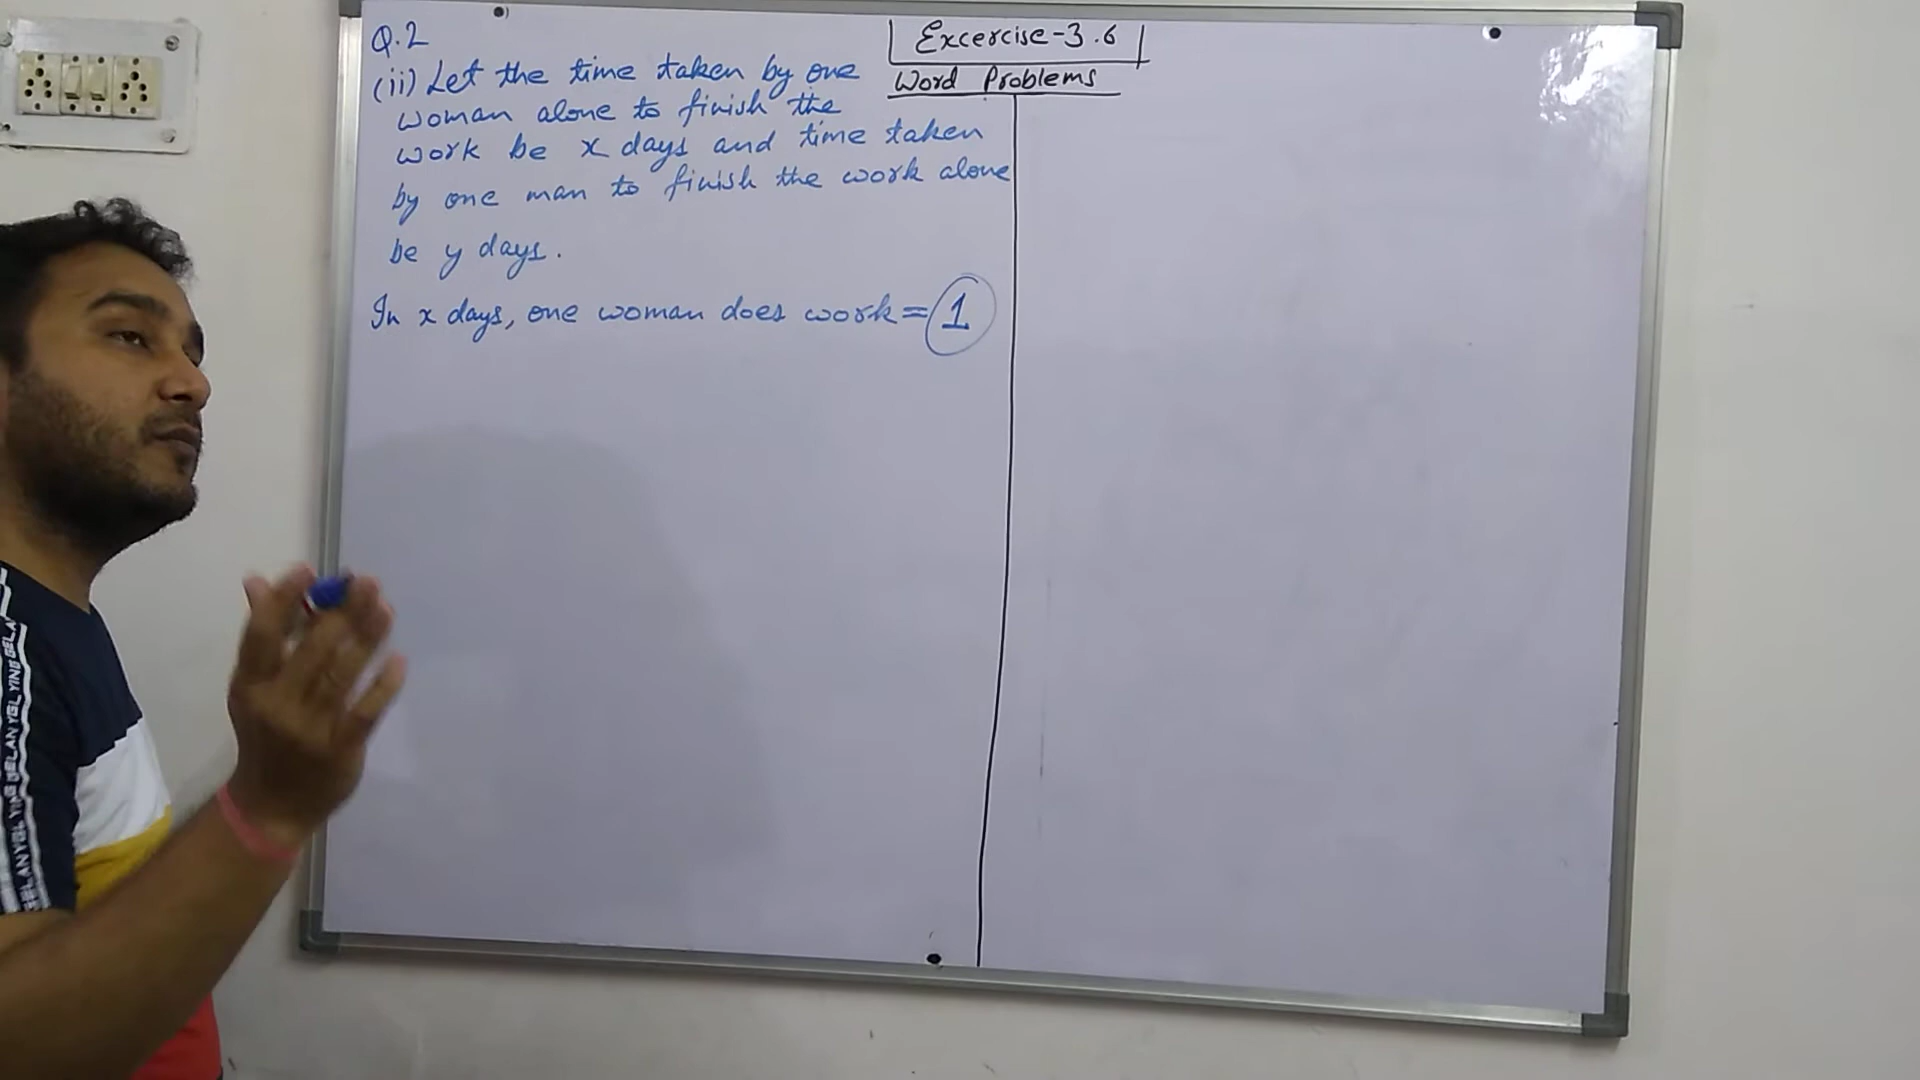 Excercise-3.6
Word Problems
Q.2
(ii) Let the time taken by one
woman alone to finish the
work be x days and time taken
by one man to finish the work alone
be y days.
In x days, one woman does work = 1